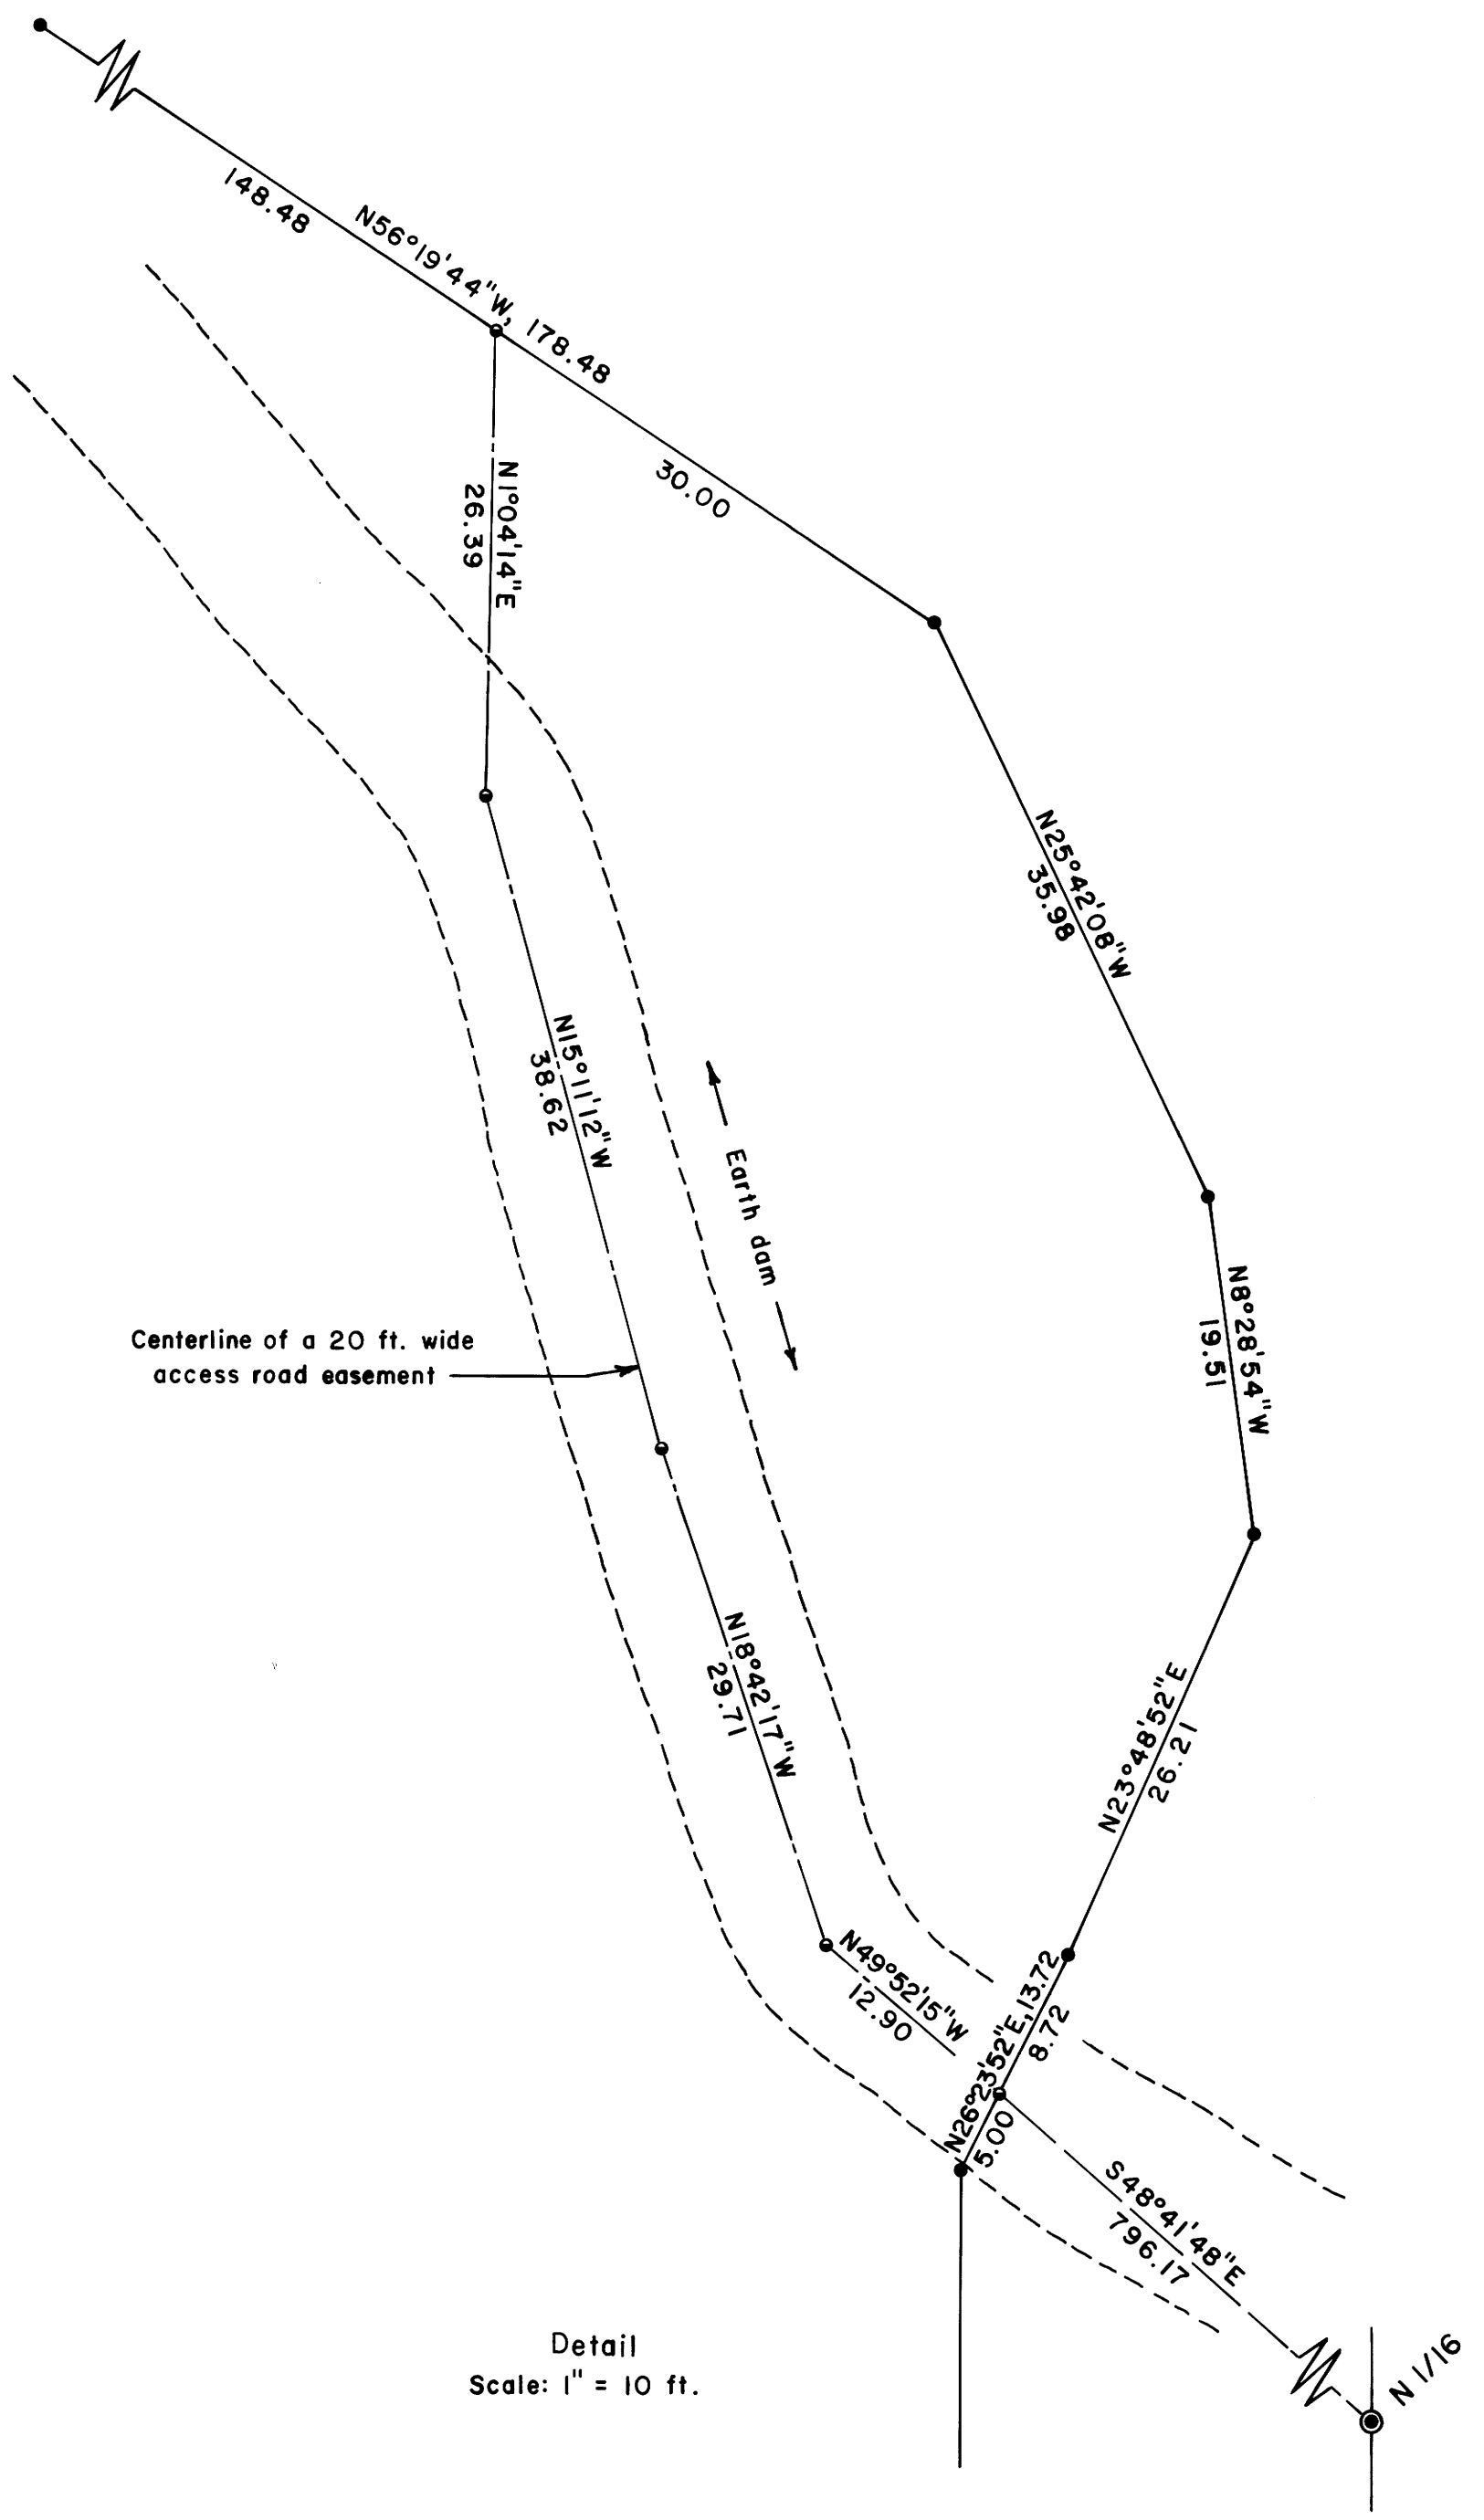 148.48
N56°19'44"W, 178.48
30.00
N1°04'14"E
26.39
N25°42'08"W
35.98
N15°11'12"W
38.62
Earth dam
N8°28'54"W
19.51
Centerline of a 20 ft. wide
access road easement
N18°42'17"W
29.71
N23°48'52"E
26.21
N49°52'15"W
12.90
N26°23'52"E, 13.72
8.72
5.00
S48°41'48"E
796.17
N 1/16
Detail
Scale: 1" = 10 ft.